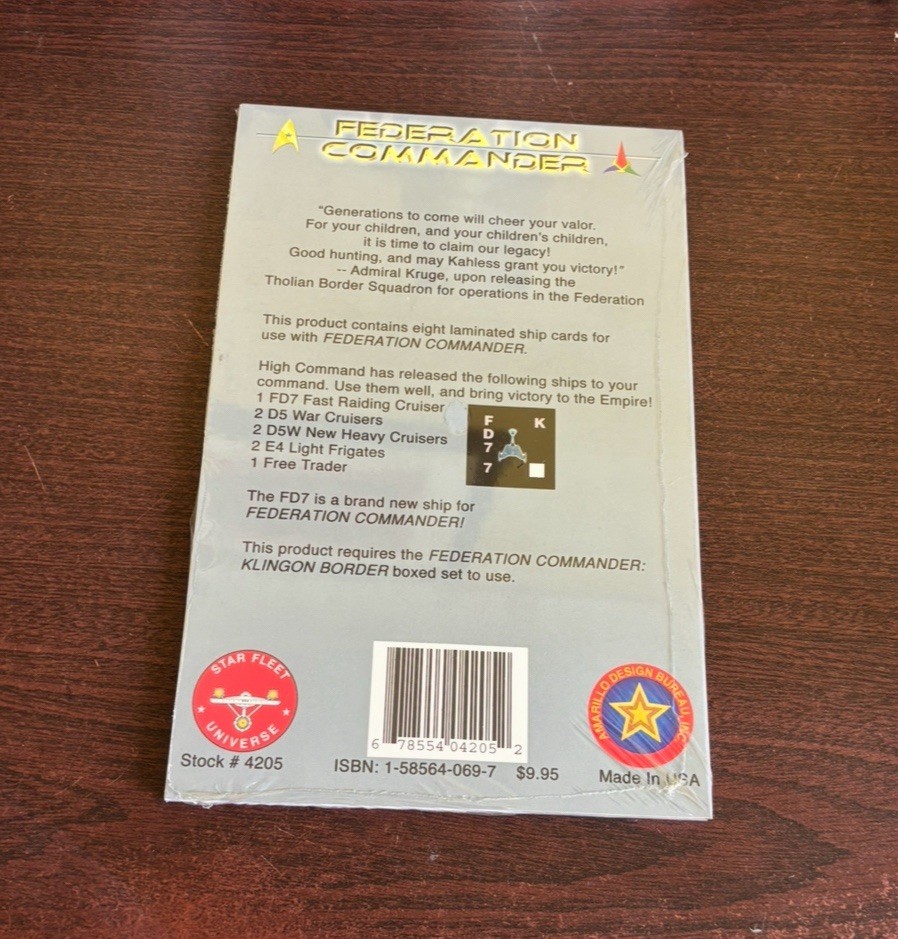 FEDERATION
COMMANDER
"Generations to come will cheer your valor.
For your children, and your children's children,
it is time to claim our legacy!
Good hunting, and may Kahless grant you victory!"
-- Admiral Kruge, upon releasing the
Tholian Border Squadron for operations in the Federation
This product contains eight laminated ship cards for
use with FEDERATION COMMANDER.
High Command has released the following ships to your
command. Use them well, and bring victory to the Empire!
1 FD7 Fast Raiding Cruiser
2 D5 War Cruisers
2 D5W New Heavy Cruisers
2 E4 Light Frigates
1 Free Trader
FD7 K
7
The FD7 is a brand new ship for
FEDERATION COMMANDER!
This product requires the FEDERATION COMMANDER:
KLINGON BORDER boxed set to use.
STAR FLEET
UNIVERSE
Stock # 4205
6 78554 04205 2
ISBN: 1-58564-069-7 $9.95
AMARILLO DESIGN BUREAU, INC.
Made In USA